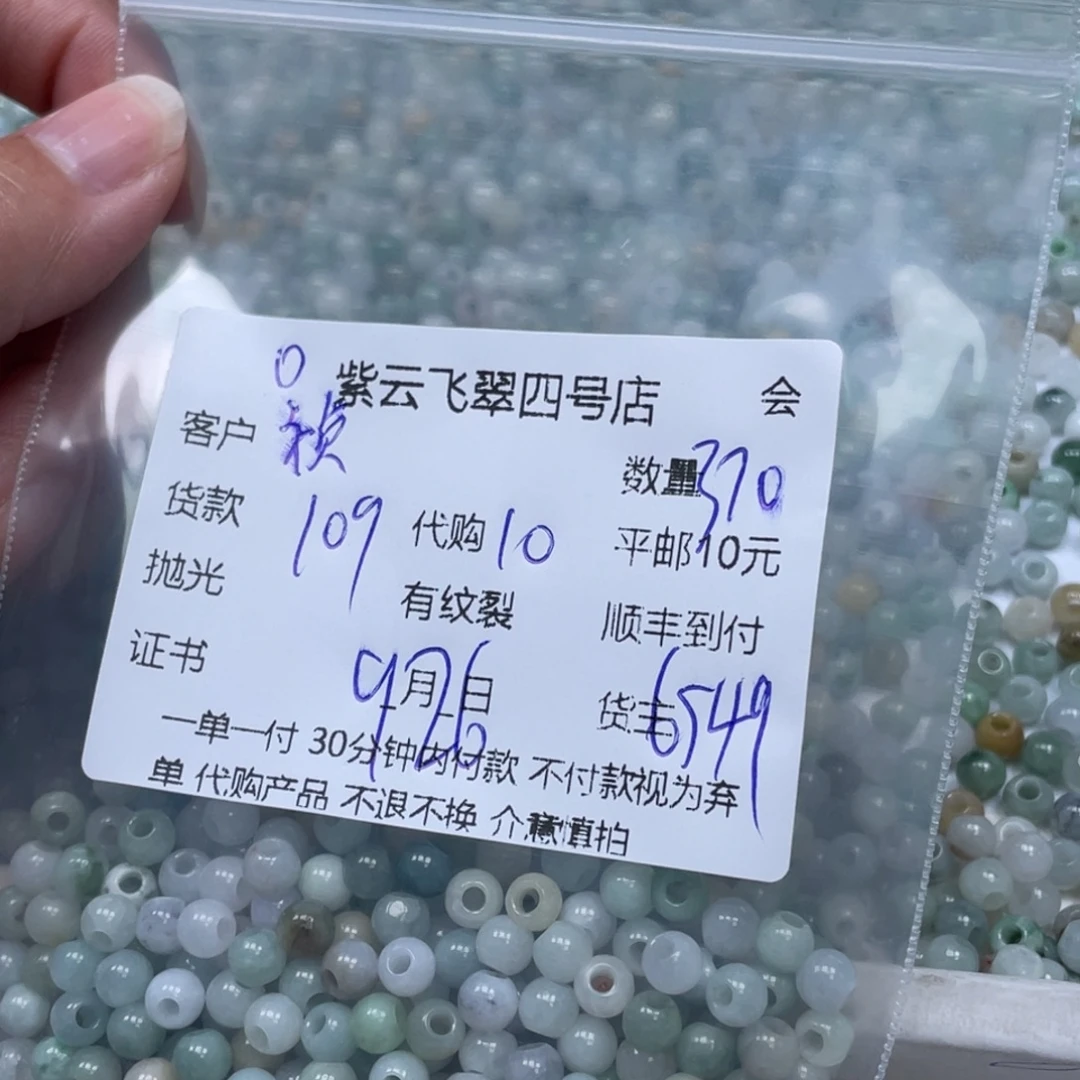 0 紫云飞翠四号店 会
客户 祯 数量 370
货款 109 代购 10 平邮10元
抛光 有纹裂 顺丰到付
证书 9月26日 货主 6549
一单一付 30分钟内付款 不付款视为弃
单 代购产品 不退不换 介意慎拍